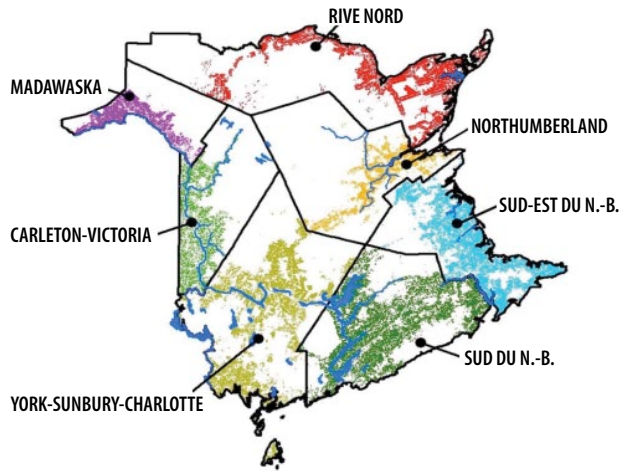 RIVE NORD
MADAWASKA
NORTHUMBERLAND
SUD-EST DU N.-B.
CARLETON-VICTORIA
SUD DU N.-B.
YORK-SUNBURY-CHARLOTTE